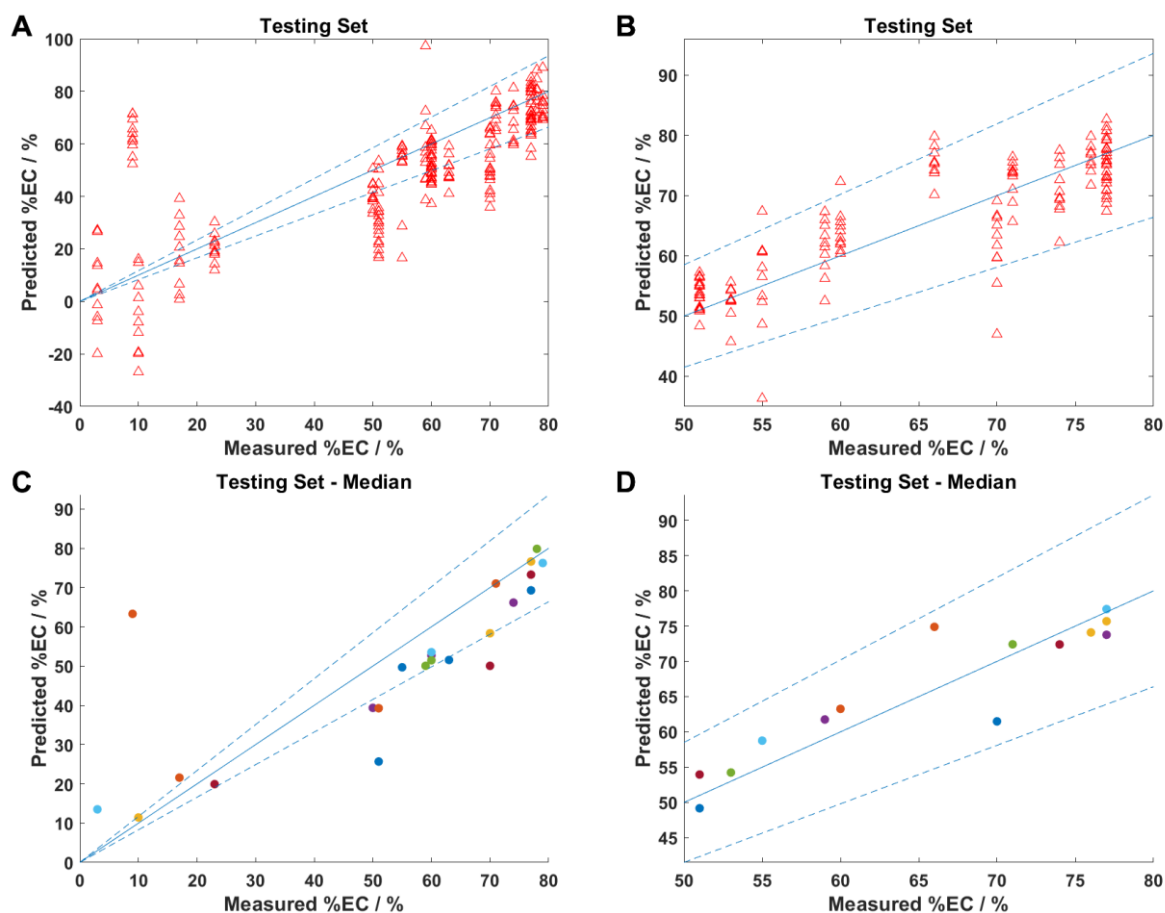 A
Testing Set
100
80
60
40
20
0
-20
-40
0 10 20 30 40 50 60 70 80
Predicted %EC / %
Measured %EC / %
B
Testing Set
90
80
70
60
50
40
50 55 60 65 70 75 80
Predicted %EC / %
Measured %EC / %
C
Testing Set - Median
90
80
70
60
50
40
30
20
10
0
0 10 20 30 40 50 60 70 80
Predicted %EC / %
Measured %EC / %
D
Testing Set - Median
90
85
80
75
70
65
60
55
50
45
50 55 60 65 70 75 80
Predicted %EC / %
Measured %EC / %